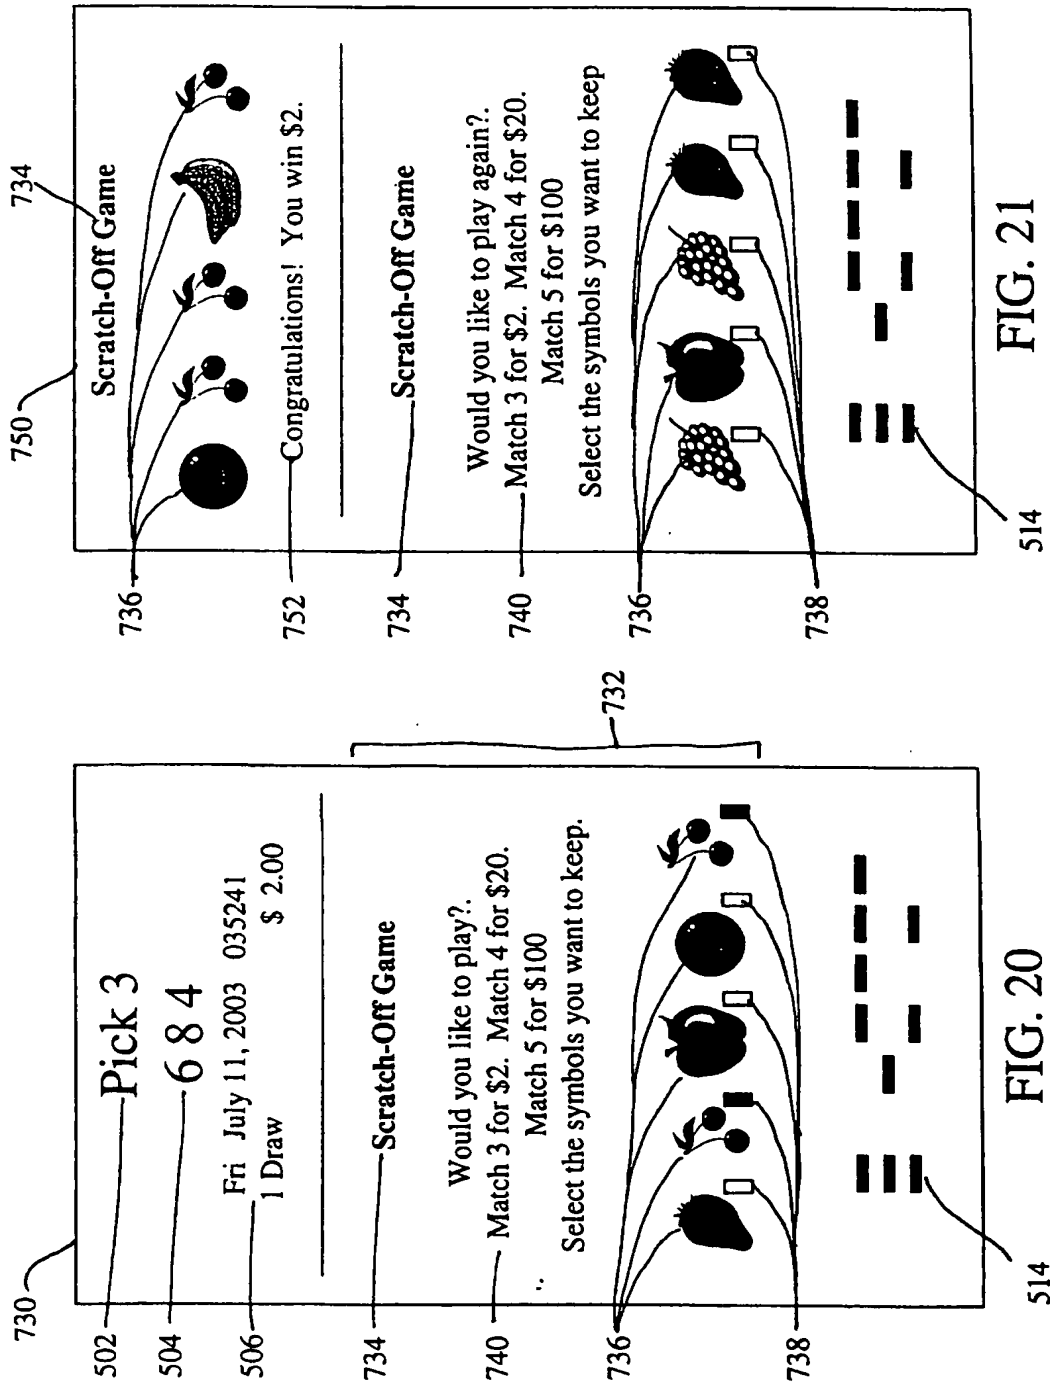 730
502
Pick 3
504
6 8 4
506
Fri July 11, 2003 035241
1 Draw $ 2.00
734
Scratch-Off Game
732
Would you like to play?.
740
Match 3 for $2. Match 4 for $20.
Match 5 for $100
Select the symbols you want to keep.
736
738
514
FIG. 20
750
734
Scratch-Off Game
736
752
Congratulations! You win $2.
734
Scratch-Off Game
Would you like to play again?.
740
Match 3 for $2. Match 4 for $20.
Match 5 for $100
Select the symbols you want to keep
736
738
514
FIG. 21